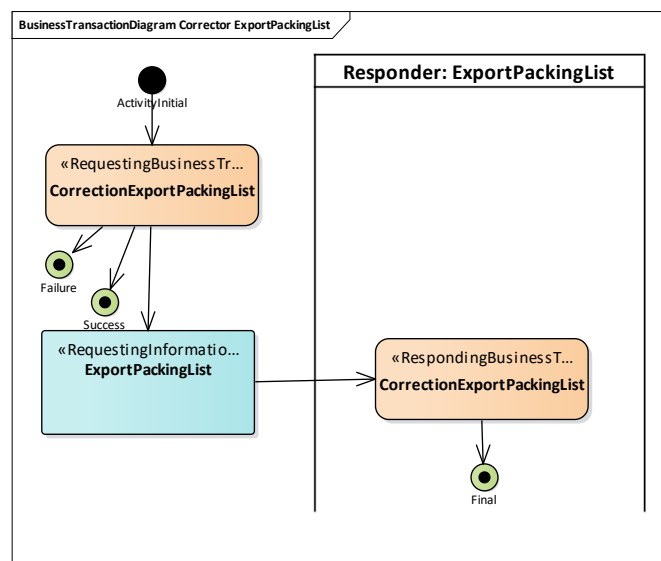 BusinessTransactionDiagram Corrector ExportPackingList
Responder: ExportPackingList
ActivityInitial
«RequestingBusinessTr...
CorrectionExportPackingList
Failure
Success
«RequestingInformatio...
ExportPackingList
«RespondingBusinessT...
CorrectionExportPackingList
Final